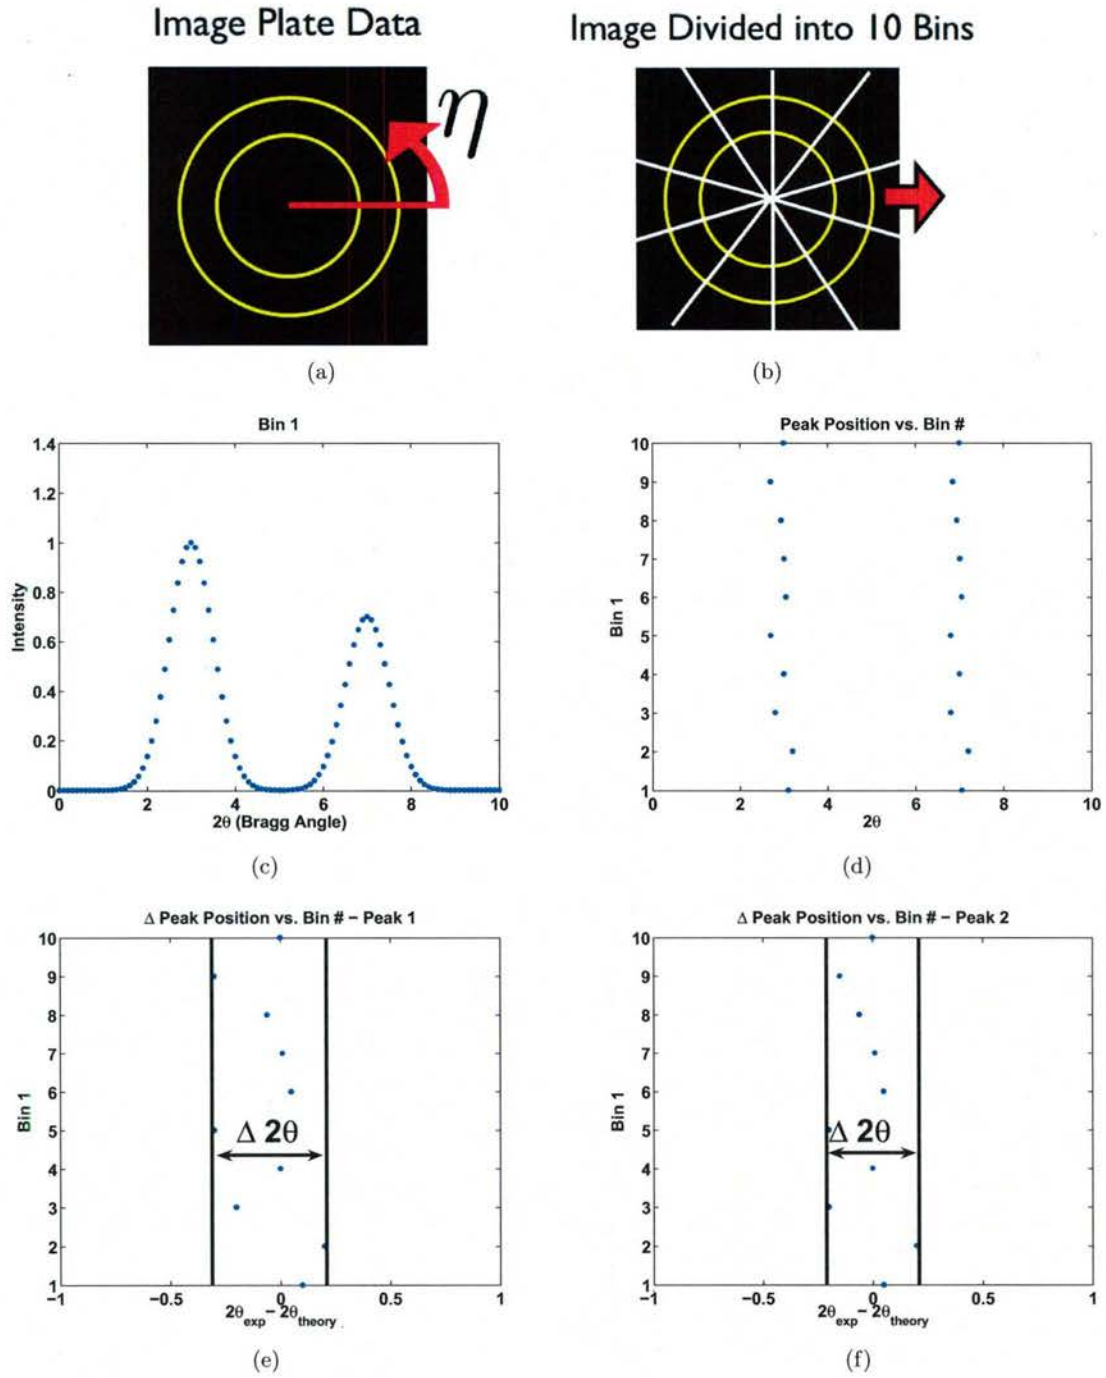 Image Plate Data
Image Divided into 10 Bins
η
(a)
(b)
Bin 1
1.4
1.2
1
0.8
0.6
0.4
0.2
0
Intensity
0 2 4 6 8 10
2θ (Bragg Angle)
(c)
Peak Position vs. Bin #
10
9
8
7
6
5
4
3
2
1
Bin 1
0 2 4 6 8 10
2θ
(d)
Δ Peak Position vs. Bin # − Peak 1
10
9
8
7
6
5
4
3
2
1
Bin 1
Δ 2θ
−1 −0.5 0 0.5 1
2θexp− 2θtheory
(e)
Δ Peak Position vs. Bin # − Peak 2
10
9
8
7
6
5
4
3
2
1
Bin 1
Δ 2θ
−1 −0.5 0 0.5 1
2θexp− 2θtheory
(f)